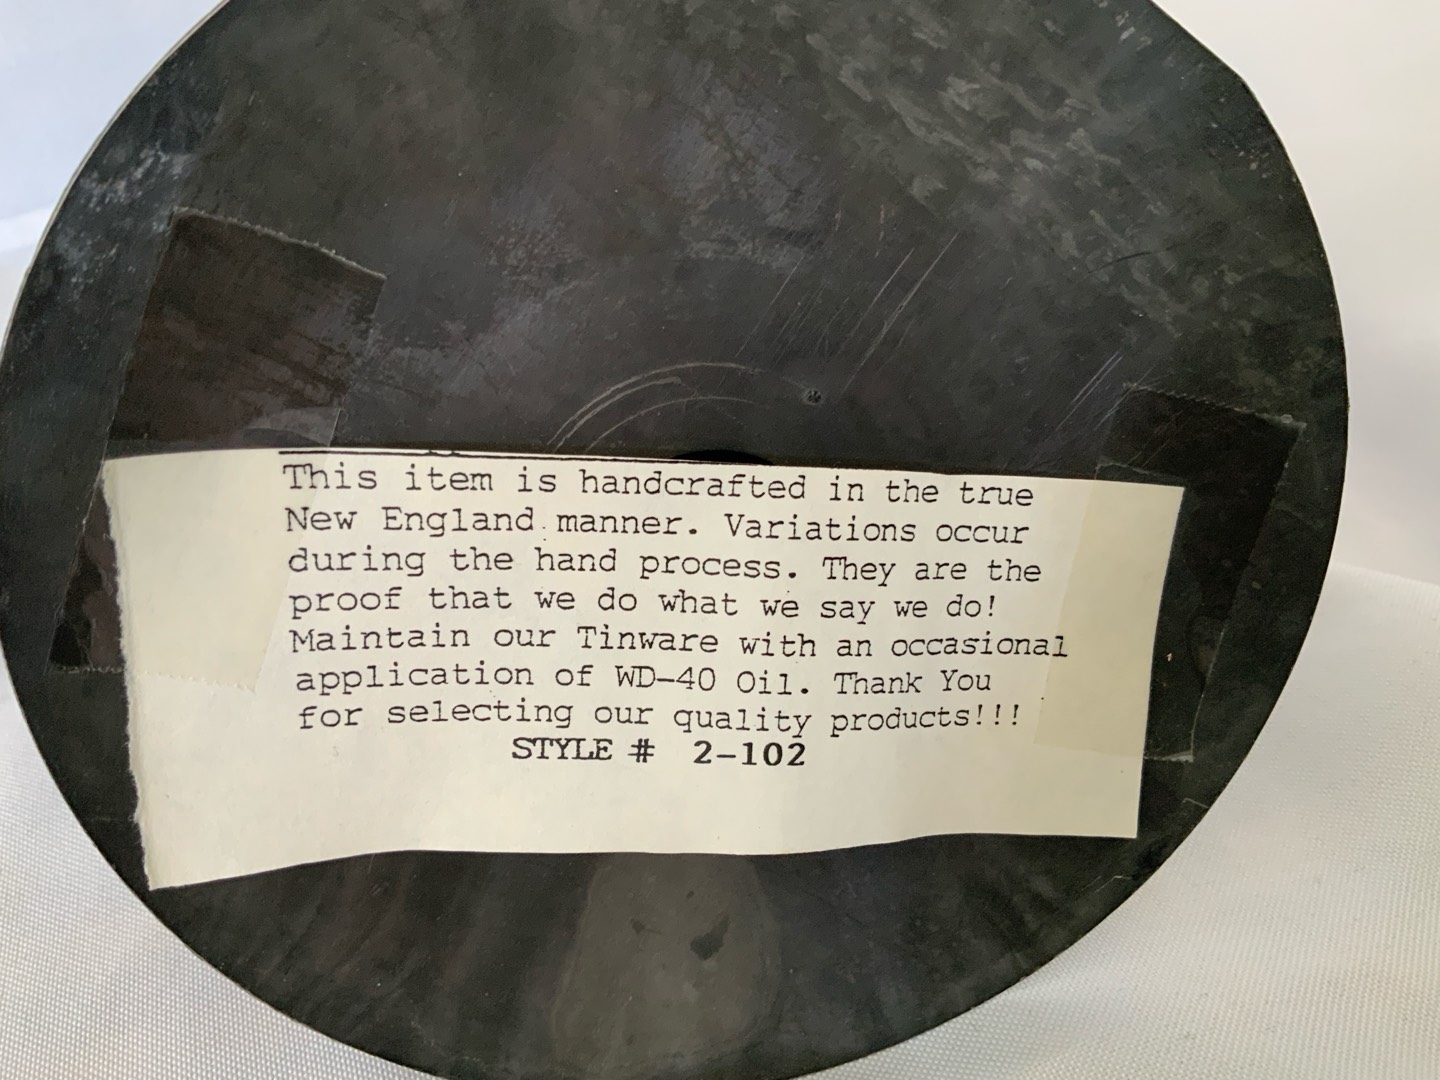 This item is handcrafted in the true
New England manner. Variations occur
during the hand process. They are the
proof that we do what we say we do!
Maintain our Tinware with an occasional
application of WD-40 Oil. Thank You
for selecting our quality products!!!
STYLE # 2-102